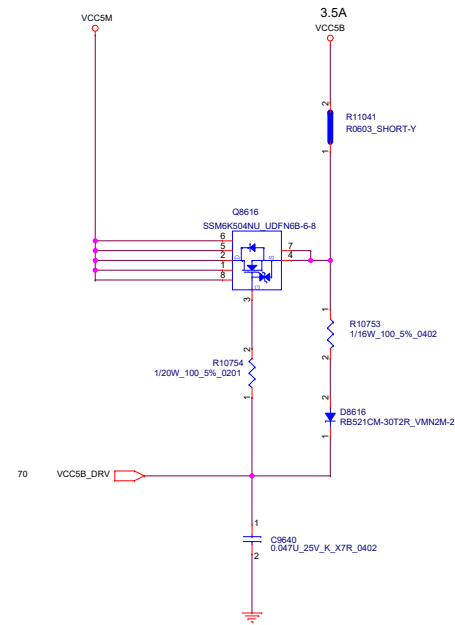 3.5A
VCC5M
VCC5B
2
R11041
R0603_SHORT-Y
1
Q8616
SSM6K504NU_UDFN6B-6-8
6
5
2
1
8
7
4
D
S
G
3
1
R10753
1/16W_100_5%_0402
2
2
R10754
1/20W_100_5%_0201
1
2
D8616
RB521CM-30T2R_VMN2M-2
1
70 VCC5B_DRV
1
C9640
0.047U_25V_K_X7R_0402
2